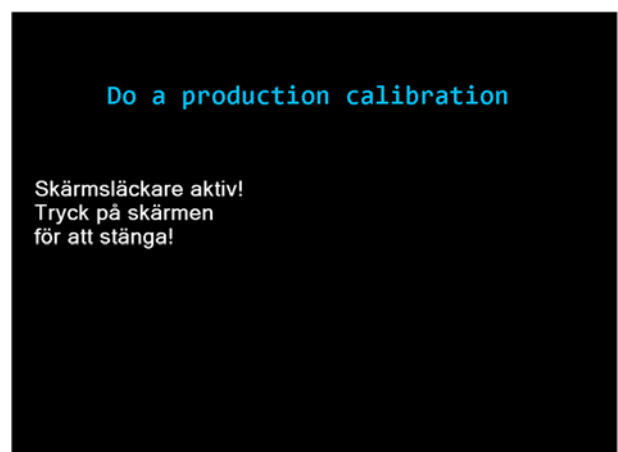 Do a production calibration
Skärmsläckare aktiv!
Tryck på skärmen
för att stänga!